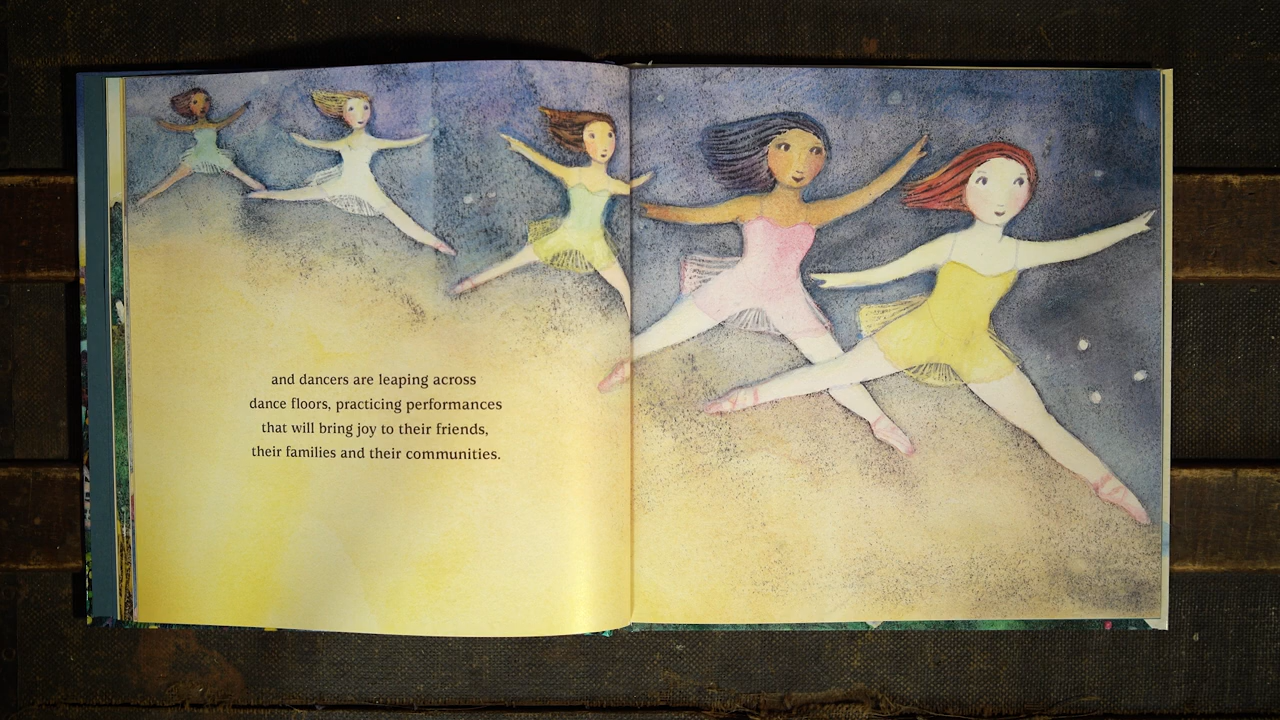 and dancers are leaping across
dance floors, practicing performances
that will bring joy to their friends,
their families and their communities.